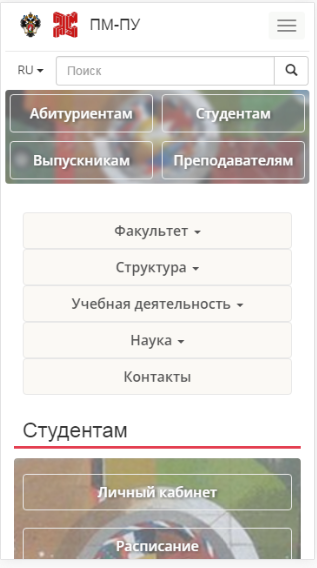 ПМ-ПУ
RU
Поиск
Абитуриентам Студентам
Выпускникам Преподавателям
Факультет
Структура
Учебная деятельность
Наука
Контакты
Студентам
Личный кабинет
Расписание